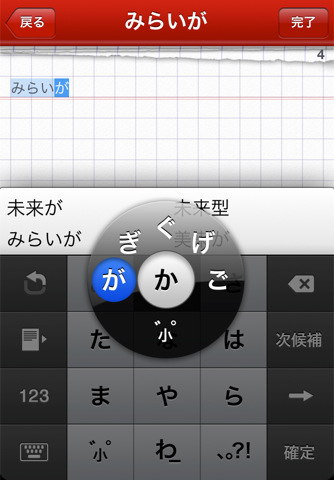 戻る みらいが 完了
4
みらいが
未来が 未来型
みらいが
ぎ ぐ げ
が か ご
゛゜小
た は 次候補
123 ま や ら
゛゜小 わ_ 、。?! 確定